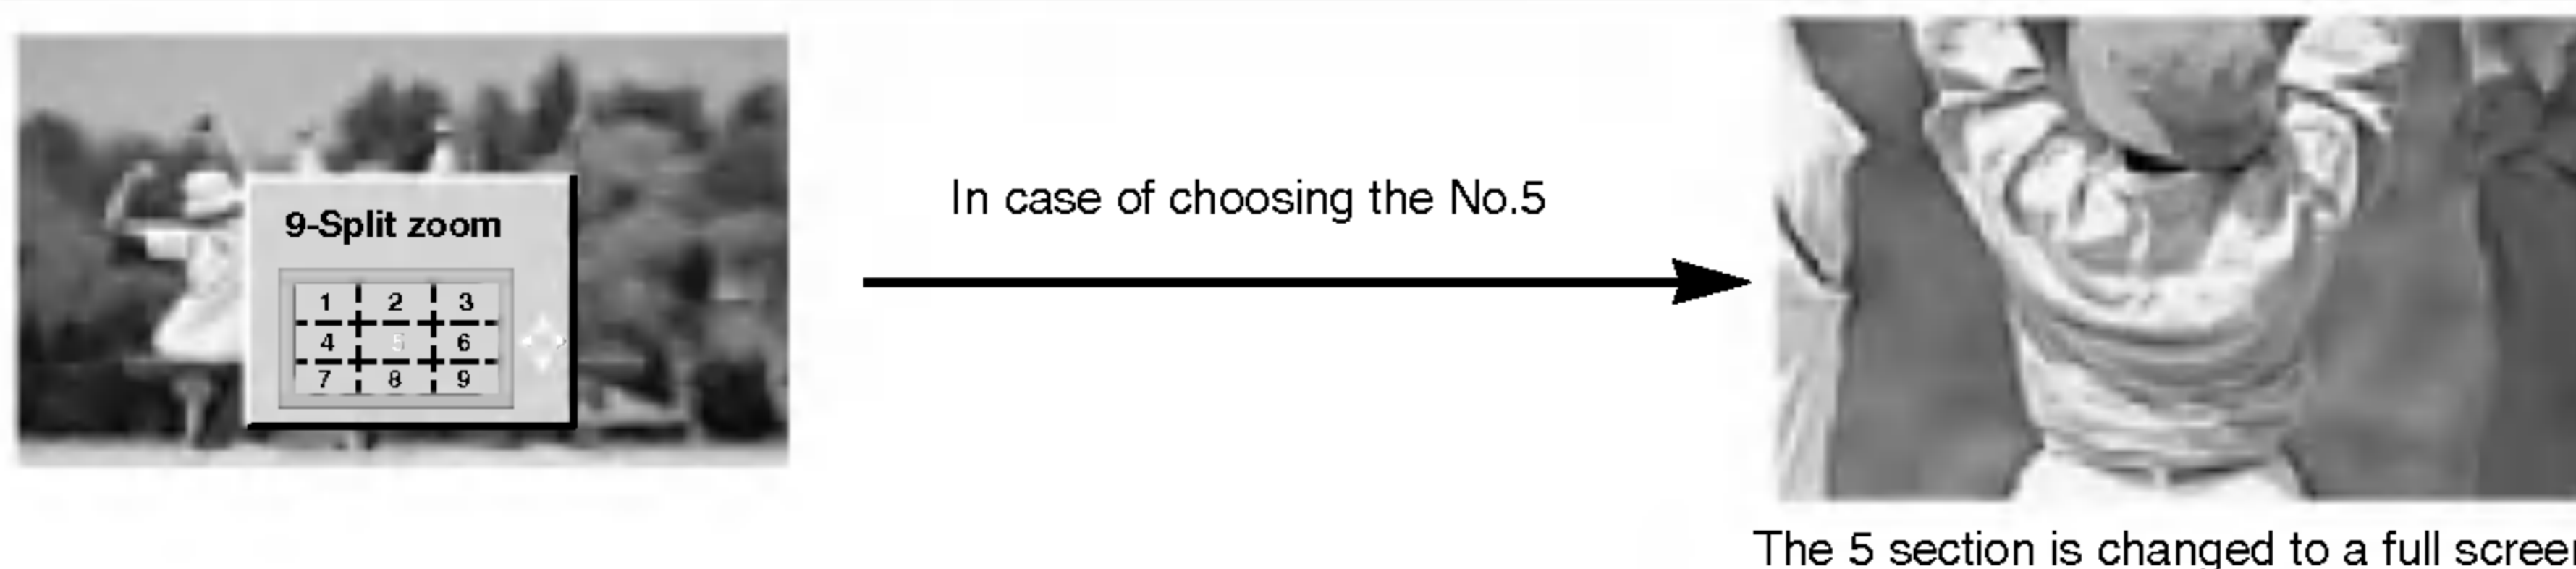 9-Split zoom
1 2 3
4 5 6
7 8 9
In case of choosing the No.5
The 5 section is changed to a full